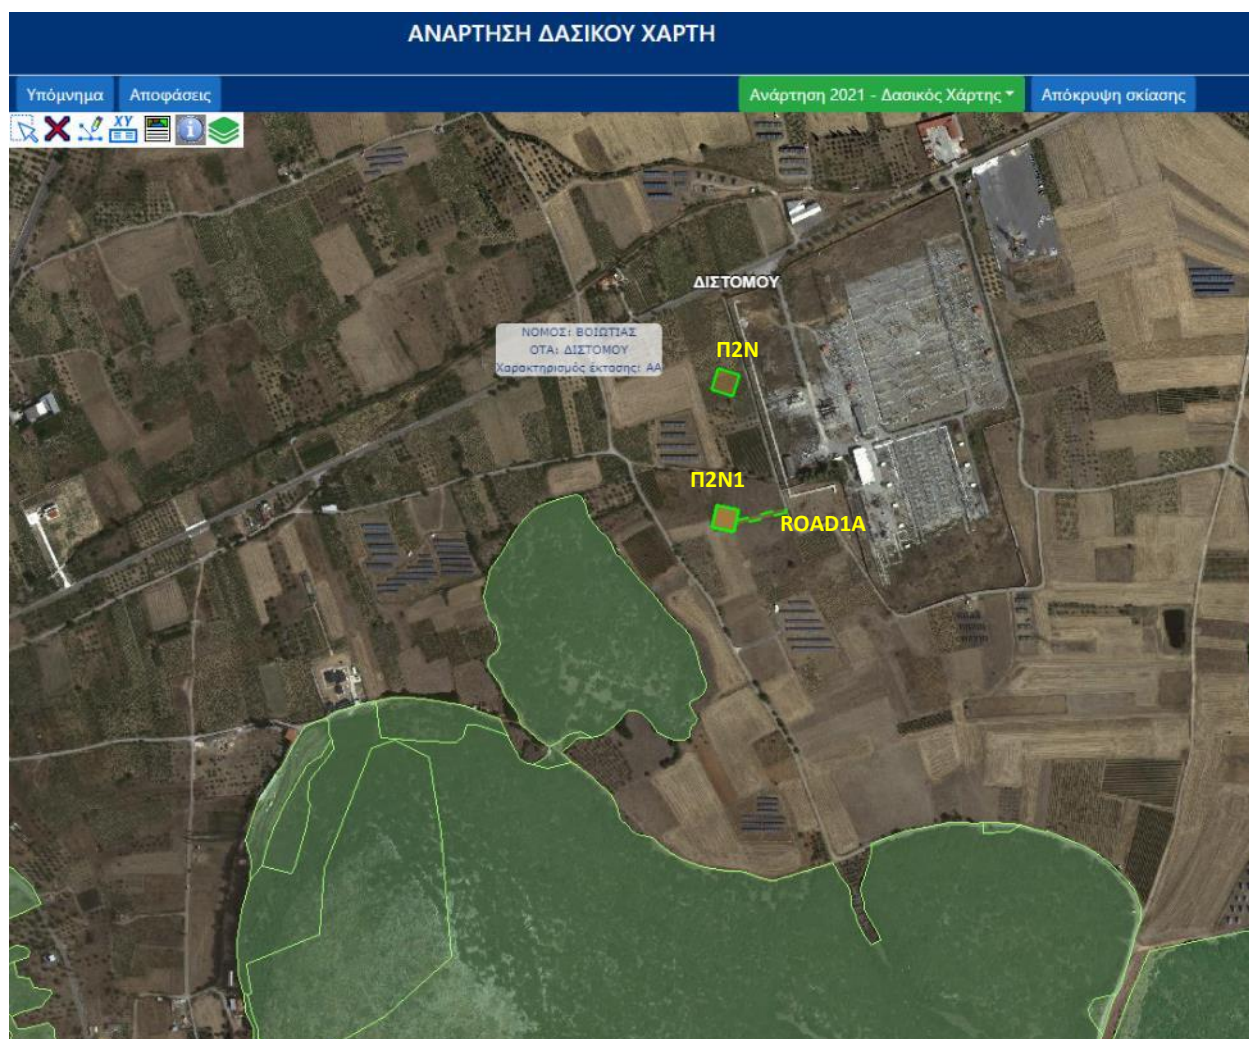 ΑΝΑΡΤΗΣΗ ΔΑΣΙΚΟΥ ΧΑΡΤΗ
Υπόμνημα Αποφάσεις Ανάρτηση 2021 - Δασικός Χάρτης Απόκρυψη σκίασης
XY
ΔΙΣΤΟΜΟΥ
ΝΟΜΟΣ: ΒΟΙΩΤΙΑΣ
ΟΤΑ: ΔΙΣΤΟΜΟΥ
Χαρακτηρισμός έκτασης: ΑΑ
Π2Ν
Π2Ν1
ROAD1A